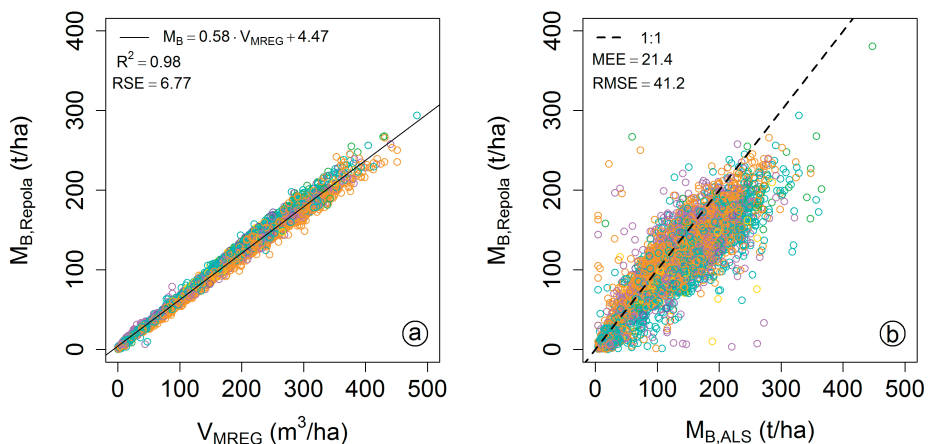 M_B,Repola (t/ha)
0 100 200 300 400
M_B = 0.58 · V_MREG + 4.47
R² = 0.98
RSE = 6.77
a
0 100 200 300 400 500
V_MREG (m³/ha)
M_B,Repola (t/ha)
0 100 200 300 400
1:1
MEE = 21.4
RMSE = 41.2
b
0 100 200 300 400 500
M_B,ALS (t/ha)